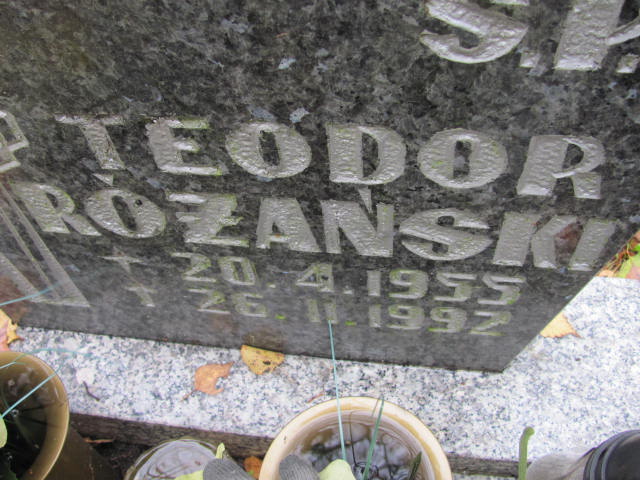 Ś.P.
TEODOR
RÓŻAŃSKI
* 20.4.1955
+ 26.11.1992